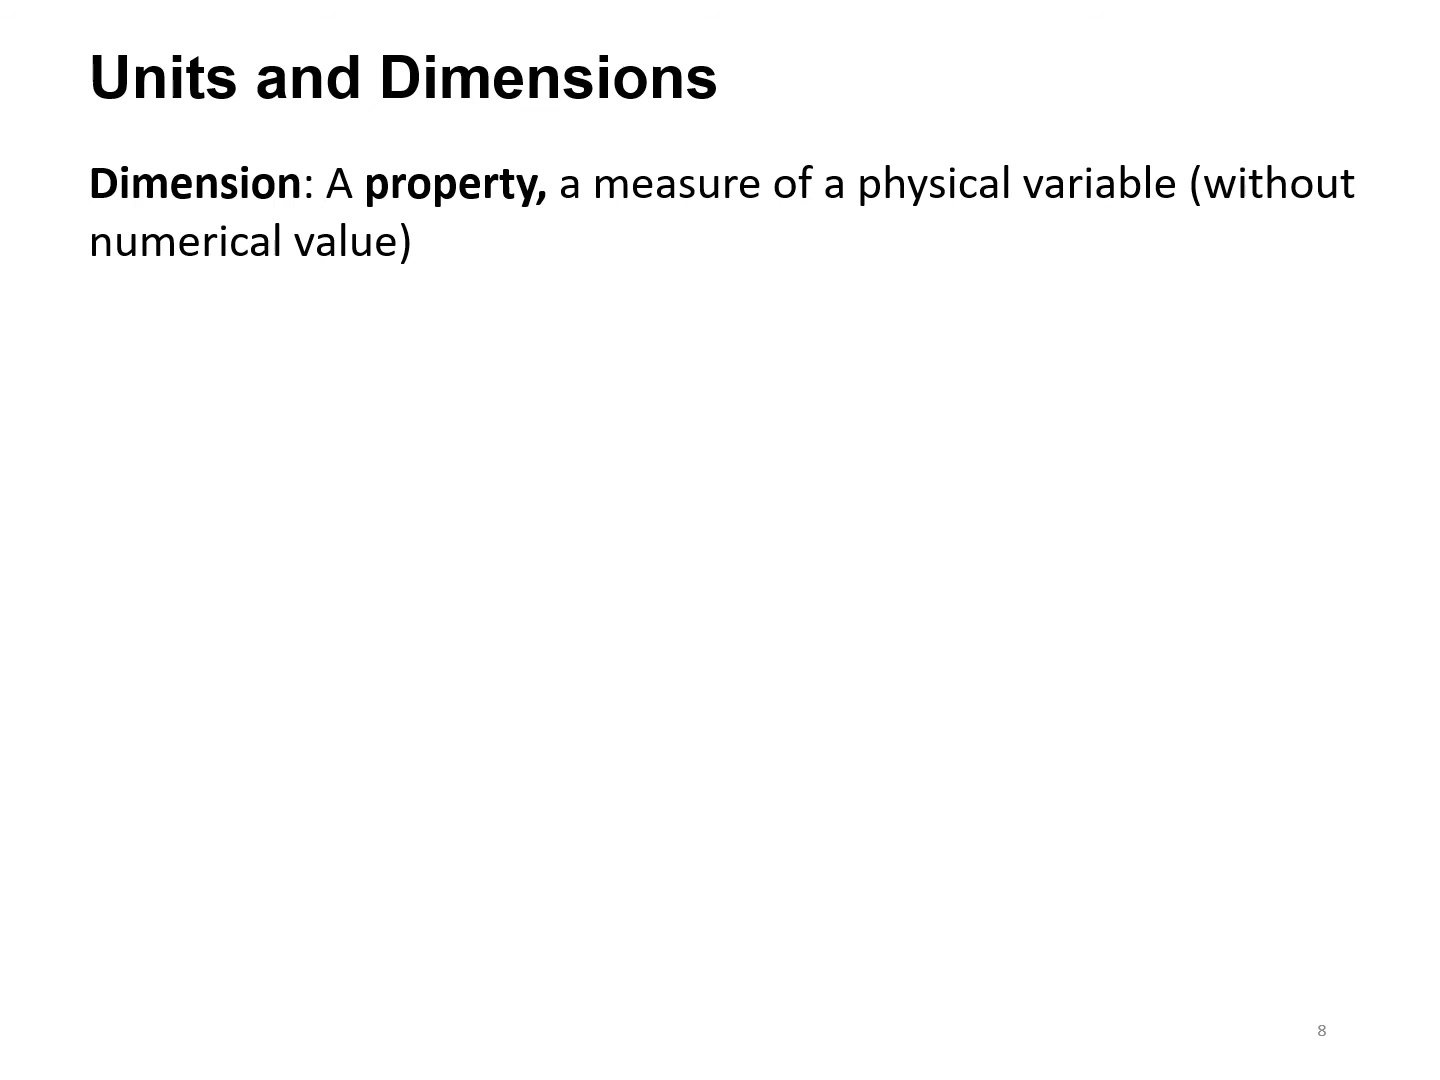 Units and Dimensions
Dimension: A property, a measure of a physical variable (without
numerical value)
8